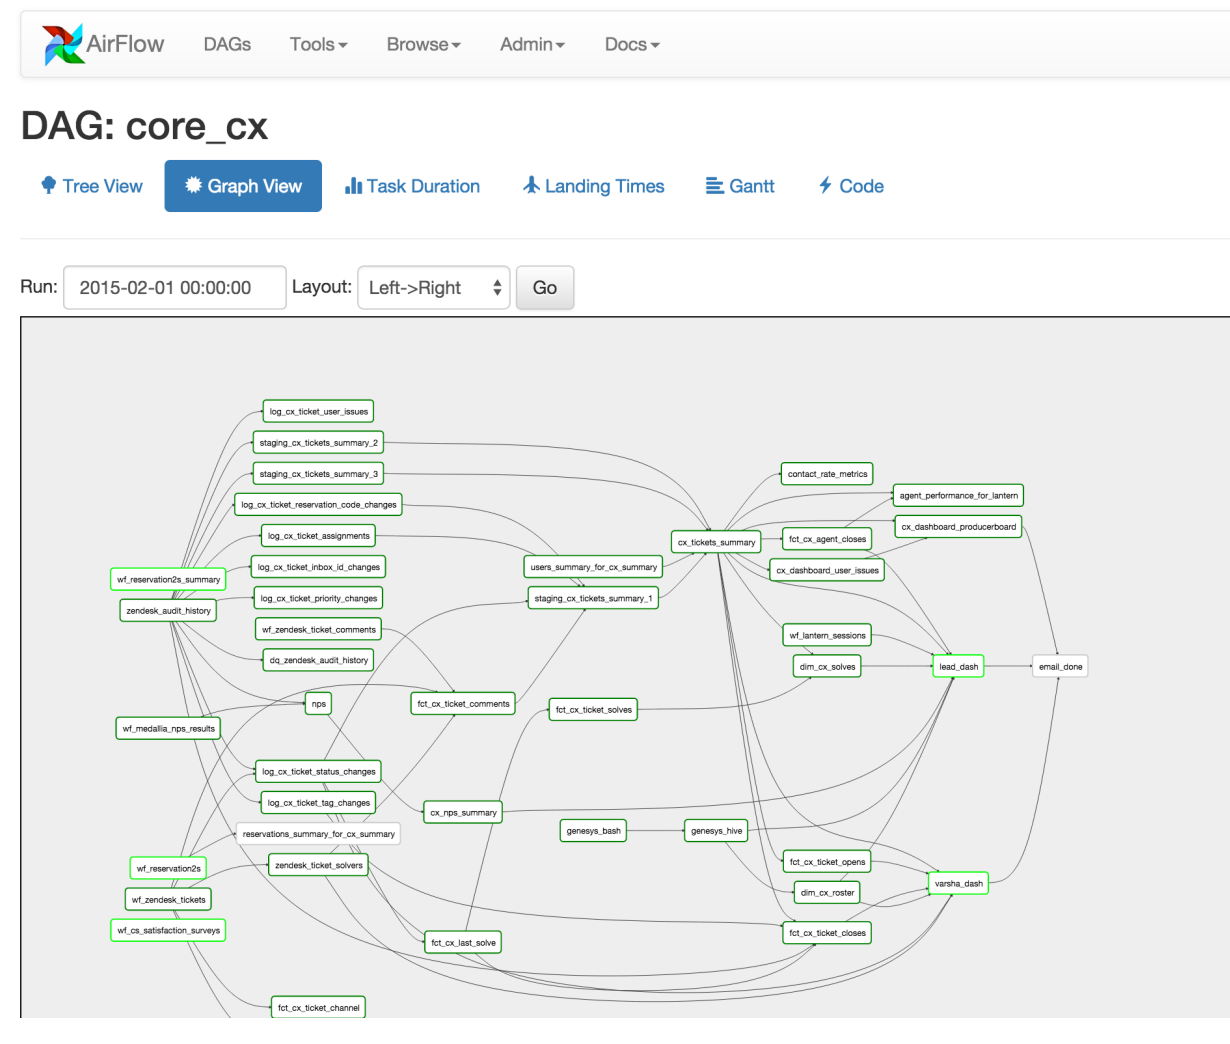 AirFlow DAGs Tools Browse Admin Docs
DAG: core_cx
Tree View Graph View Task Duration Landing Times Gantt Code
Run: 2015-02-01 00:00:00 Layout: Left->Right Go
log_cx_ticket_user_issues
staging_cx_tickets_summary_2
staging_cx_tickets_summary_3
contact_rate_metrics
agent_performance_for_lantern
log_cx_ticket_reservation_code_changes
cx_dashboard_producerboard
log_cx_ticket_assignments
cx_tickets_summary
fct_cx_agent_closes
log_cx_ticket_inbox_id_changes
users_summary_for_cx_summary
cx_dashboard_user_issues
wf_reservation2s_summary
log_cx_ticket_priority_changes
staging_cx_tickets_summary_1
zendesk_audit_history
wf_zendesk_ticket_comments
wf_lantern_sessions
dq_zendesk_audit_history
dim_cx_solves
lead_dash
email_done
nps
fct_cx_ticket_comments
fct_cx_ticket_solves
wf_medallia_nps_results
log_cx_ticket_status_changes
log_cx_ticket_tag_changes
cx_nps_summary
reservations_summary_for_cx_summary
genesys_bash
genesys_hive
wf_reservation2s
zendesk_ticket_solvers
fct_cx_ticket_opens
varsha_dash
wf_zendesk_tickets
dim_cx_roster
wf_cs_satisfaction_surveys
fct_cx_last_solve
fct_cx_ticket_closes
fct_cx_ticket_channel